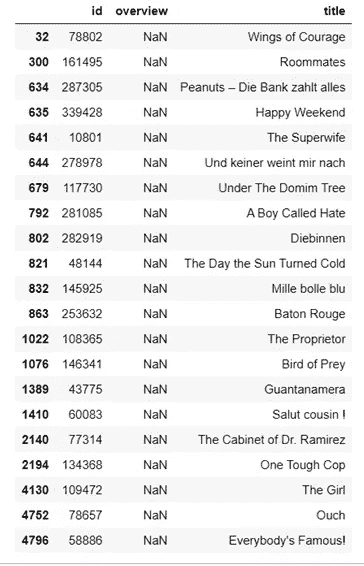 id overview title
32 78802 NaN Wings of Courage
300 161495 NaN Roommates
634 287305 NaN Peanuts – Die Bank zahlt alles
635 339428 NaN Happy Weekend
641 10801 NaN The Superwife
644 278978 NaN Und keiner weint mir nach
679 117730 NaN Under The Domim Tree
792 281085 NaN A Boy Called Hate
802 282919 NaN Diebinnen
821 48144 NaN The Day the Sun Turned Cold
832 145925 NaN Mille bolle blu
863 253632 NaN Baton Rouge
1022 108365 NaN The Proprietor
1076 146341 NaN Bird of Prey
1389 43775 NaN Guantanamera
1410 60083 NaN Salut cousin !
2140 77314 NaN The Cabinet of Dr. Ramirez
2194 134368 NaN One Tough Cop
4130 109472 NaN The Girl
4752 78657 NaN Ouch
4796 58886 NaN Everybody's Famous!